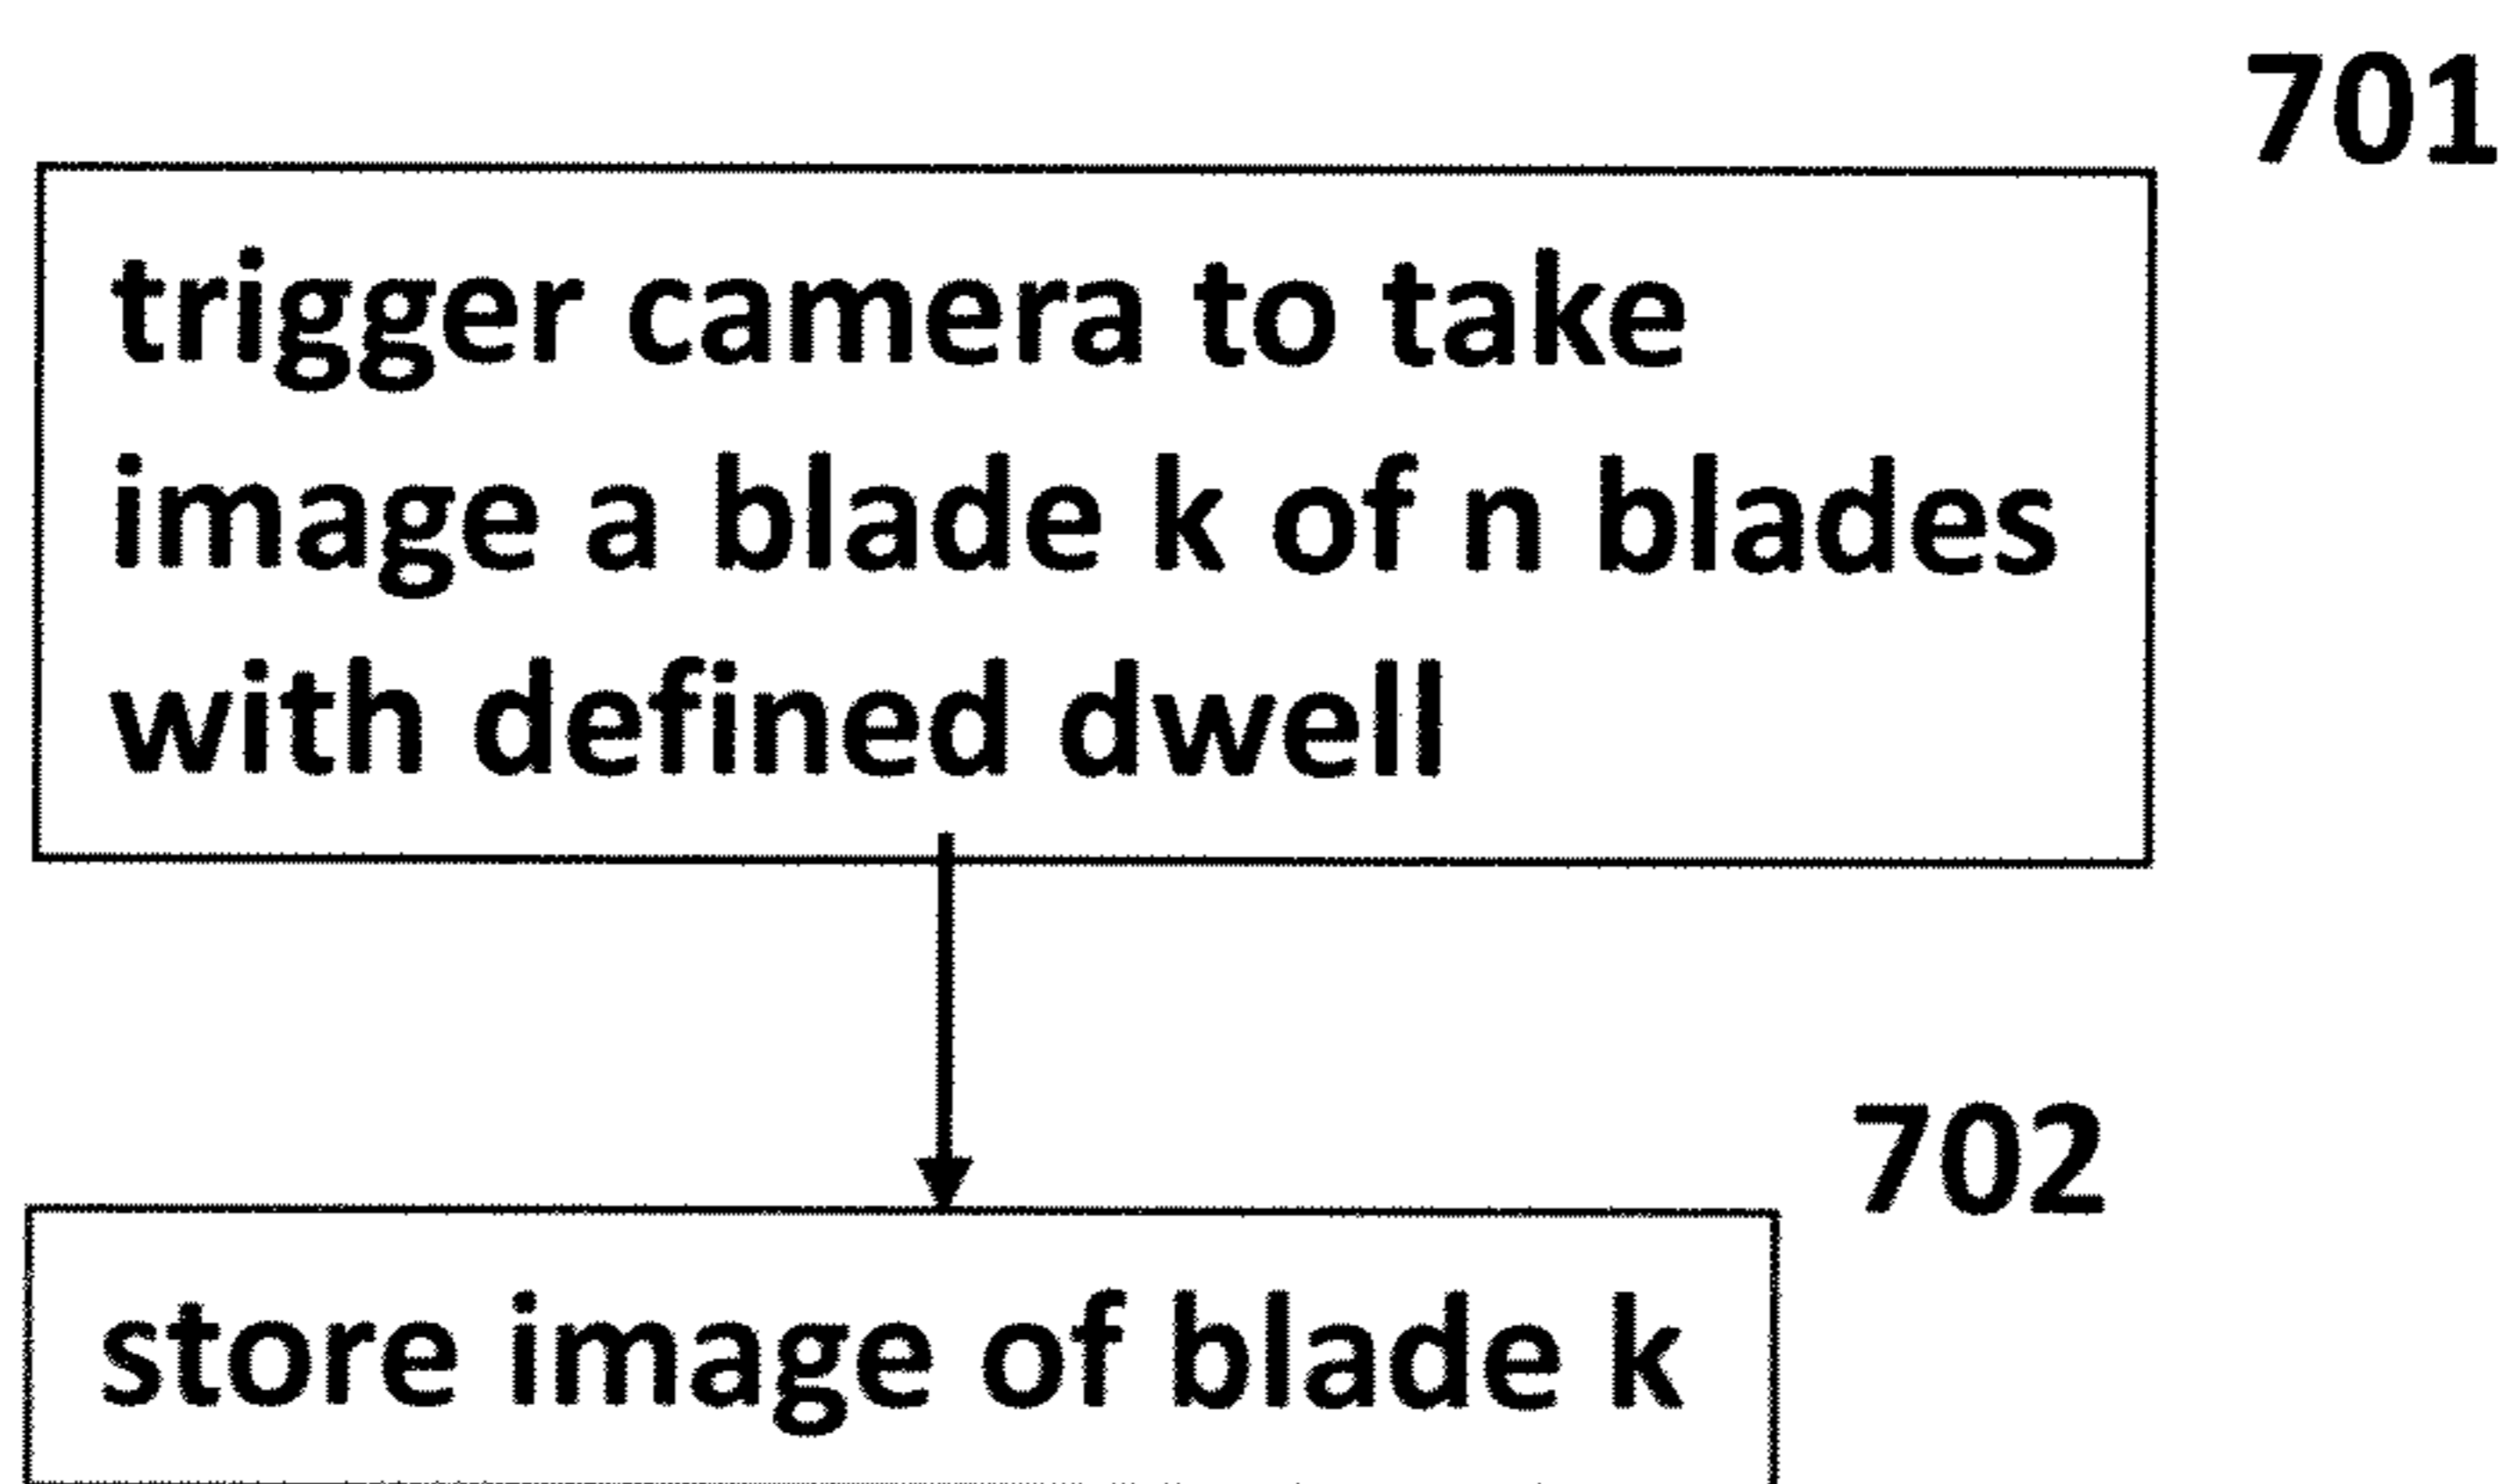 701
trigger camera to take
image a blade k of n blades
with defined dwell
702
store image of blade k